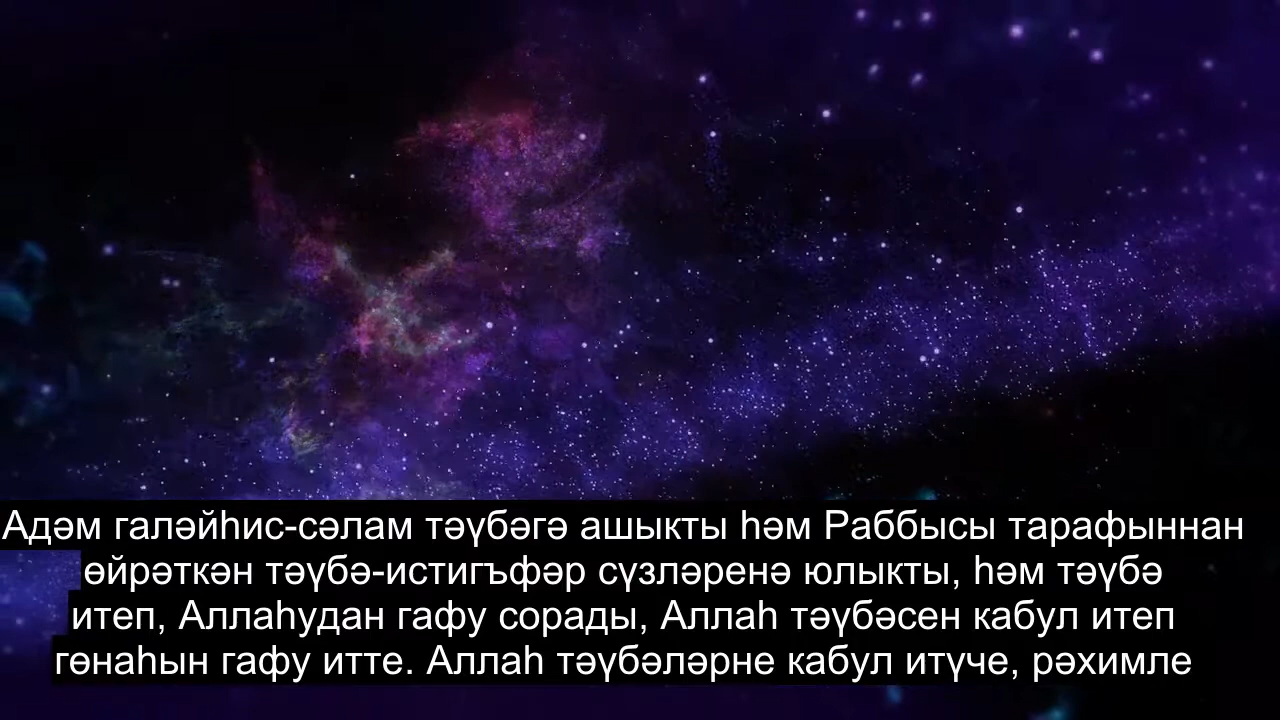 Адәм галәйһис-сәлам тәүбәгә ашыкты һәм Раббысы тарафыннан
өйрәткән тәүбә-истигъфәр сүзләренә юлыкты, һәм тәүбә
итеп, Аллаһудан гафу сорады, Аллаһ тәүбәсен кабул итеп
гөнаһын гафу итте. Аллаһ тәүбәләрне кабул итүче, рәхимле